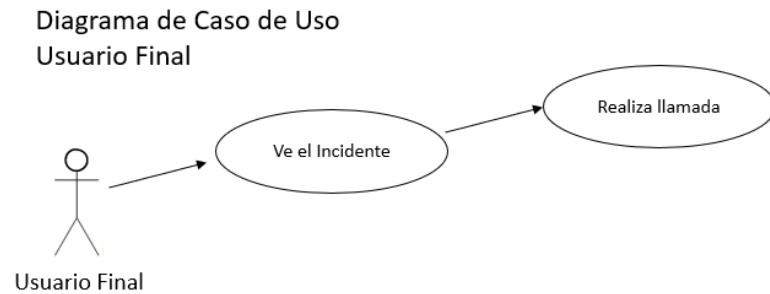 Diagrama de Caso de Uso
Usuario Final
Realiza llamada
Ve el Incidente
Usuario Final